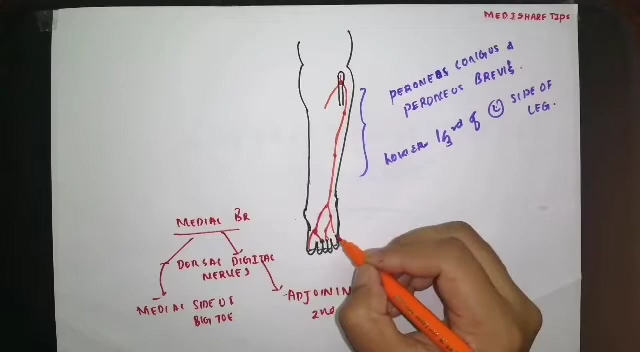 MEDISHARE TIPS
PERONEUS LONGUS &
PERONEUS BREVIS.
LOWER 1/3rd of L SIDE OF
LEG.
MEDIAL BR
DORSAL DIGITAL
NERVES
MEDIAL SIDE OF
BIG TOE
ADJOININ
2ND